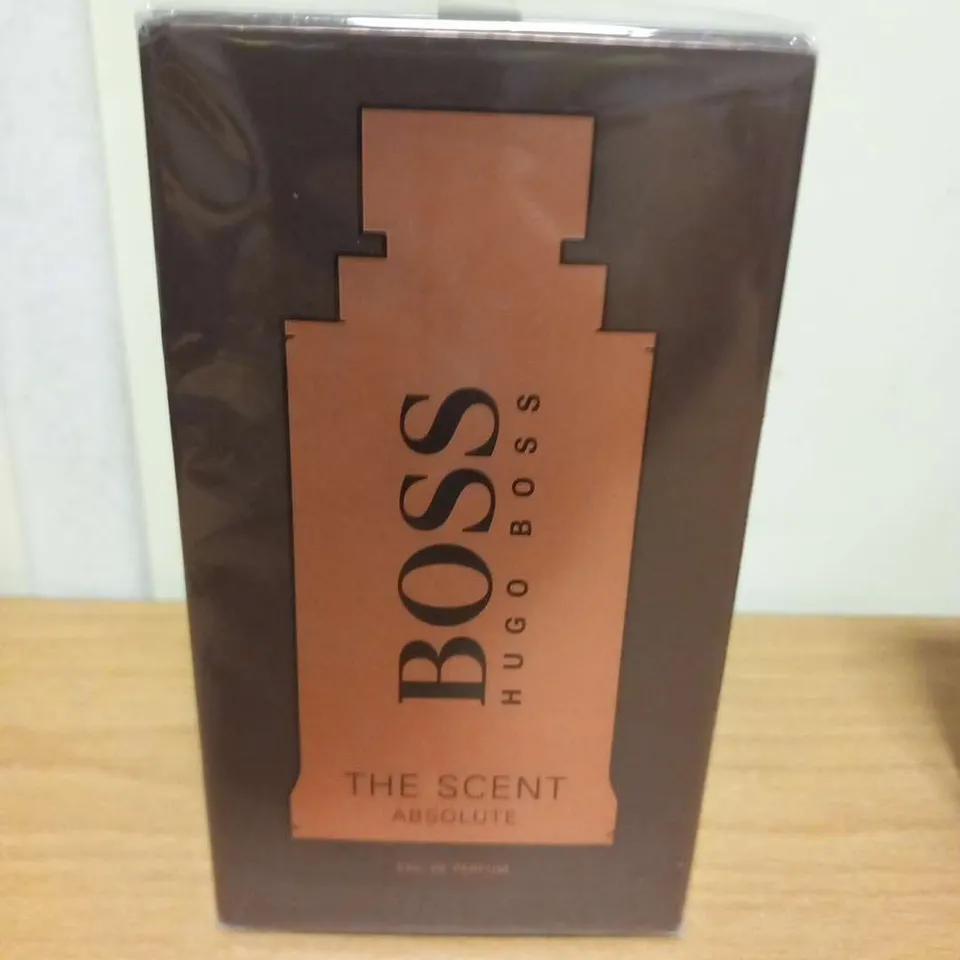 BOSS
HUGO BOSS
THE SCENT
ABSOLUTE
EAU DE PARFUM